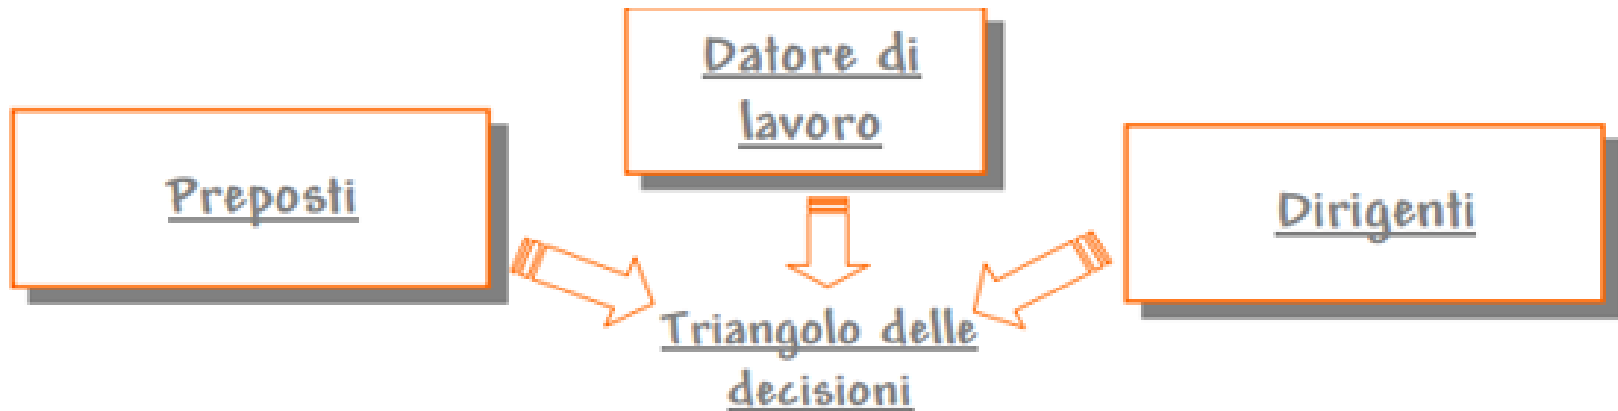 Datore di
lavoro
Preposti
Dirigenti
Triangolo delle
decisioni